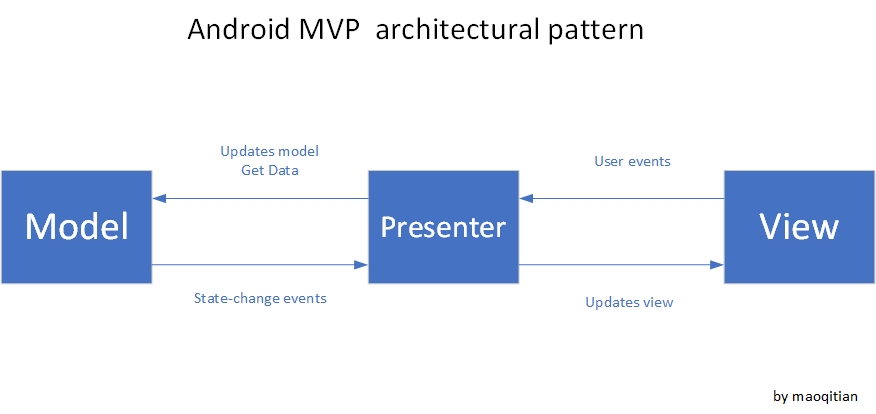 Android MVP  architectural pattern
Updates model
Get Data
User events
Model
Presenter
View
State-change events
Updates view
by maoqitian